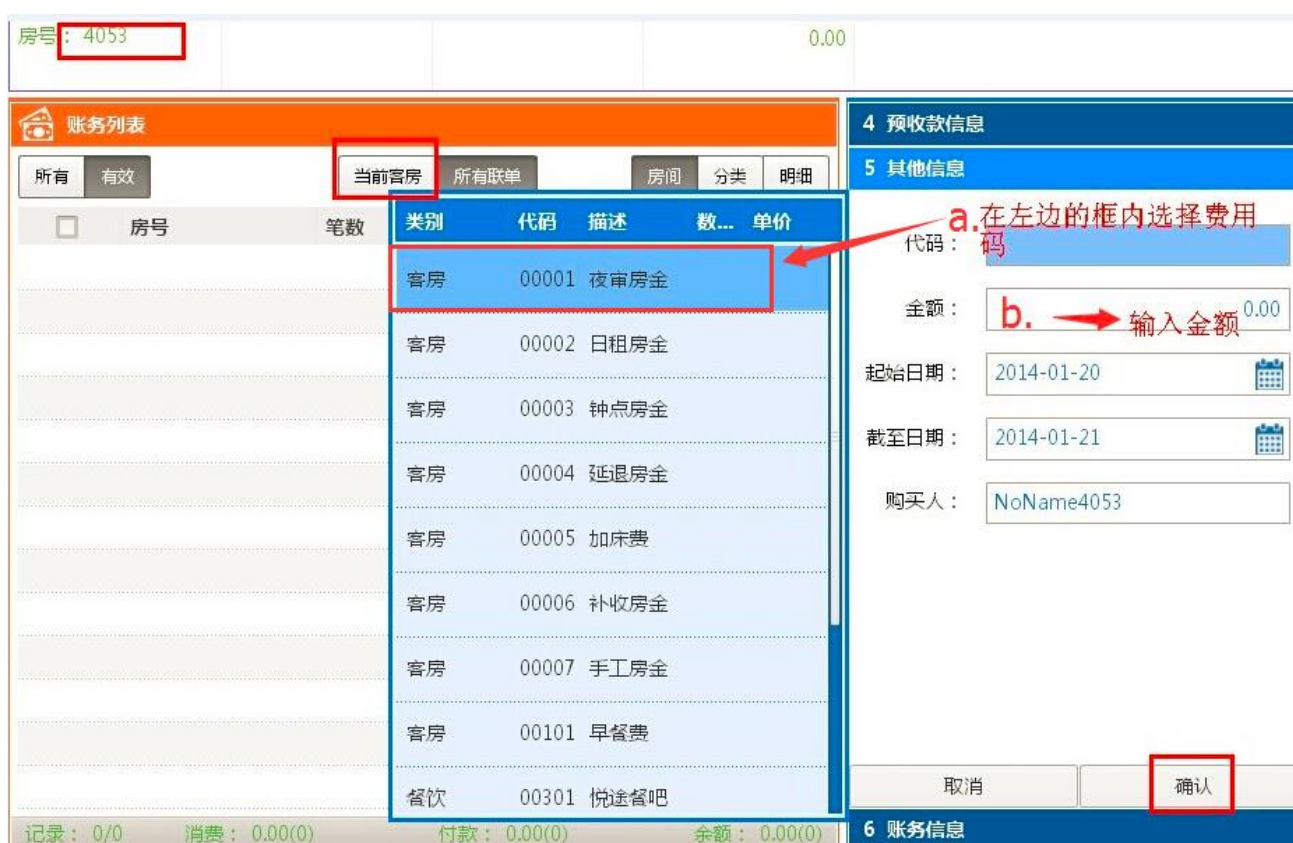 房号： 4053 0.00
账务列表
所有 有效 当前客房 所有联单 房间 分类 明细
房号 笔数
类别 代码 描述 数... 单价
客房 00001 夜审房金
客房 00002 日租房金
客房 00003 钟点房金
客房 00004 延退房金
客房 00005 加床费
客房 00006 补收房金
客房 00007 手工房金
客房 00101 早餐费
餐饮 00301 悦途餐吧
记录： 0/0 消费： 0.00(0) 付款： 0.00(0) 余额： 0.00(0)
4 预收款信息
5 其他信息
a.在左边的框内选择费用
码
代码：
金额： b. 输入金额 0.00
起始日期： 2014-01-20
截至日期： 2014-01-21
购买人： NoName4053
取消 确认
6 账务信息